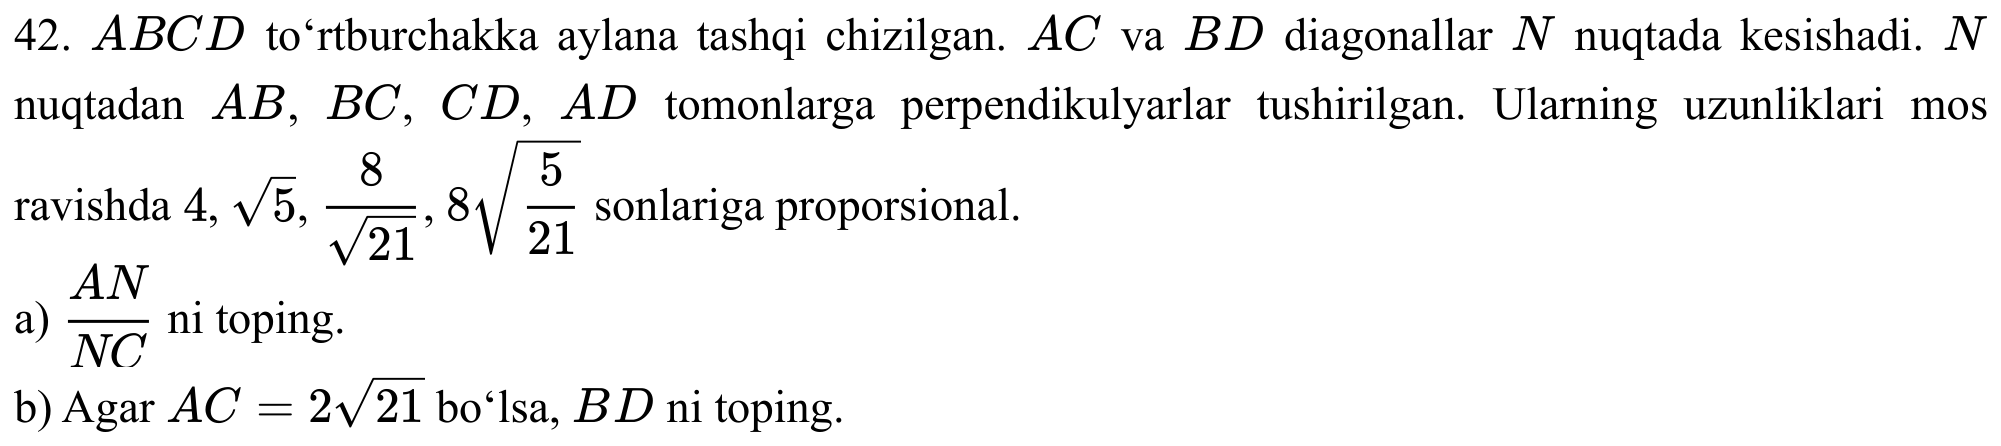 42. ABCD to‘rtburchakka aylana tashqi chizilgan. AC va BD diagonallar N nuqtada kesishadi. N
nuqtadan AB, BC, CD, AD tomonlarga perpendikulyarlar tushirilgan. Ularning uzunliklari mos
ravishda 4, √5, 8/√21, 8√(5/21) sonlariga proporsional.
a) AN/NC ni toping.
b) Agar AC = 2√21 bo‘lsa, BD ni toping.